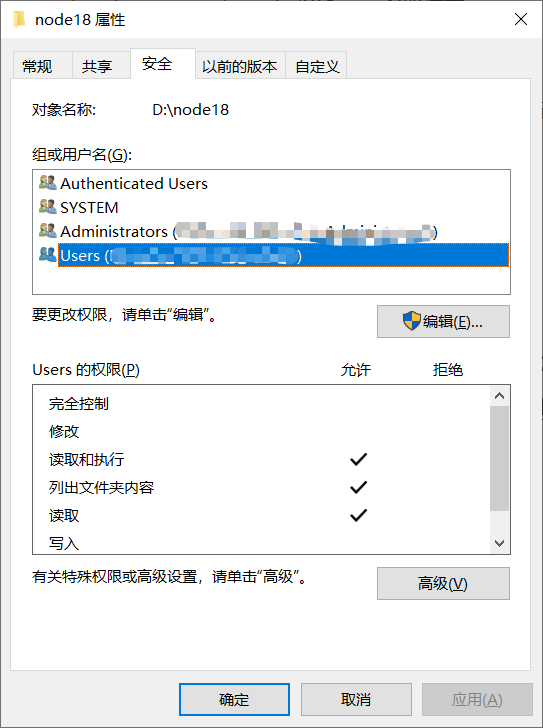 node18 属性
常规 共享 安全 以前的版本 自定义
对象名称: D:\node18
组或用户名(G):
Authenticated Users
SYSTEM
Administrators ( )
Users ( )
要更改权限，请单击“编辑”。
编辑(E)...
Users 的权限(P) 允许 拒绝
完全控制
修改
读取和执行
列出文件夹内容
读取
写入
有关特殊权限或高级设置，请单击“高级”。
高级(V)
确定 取消 应用(A)